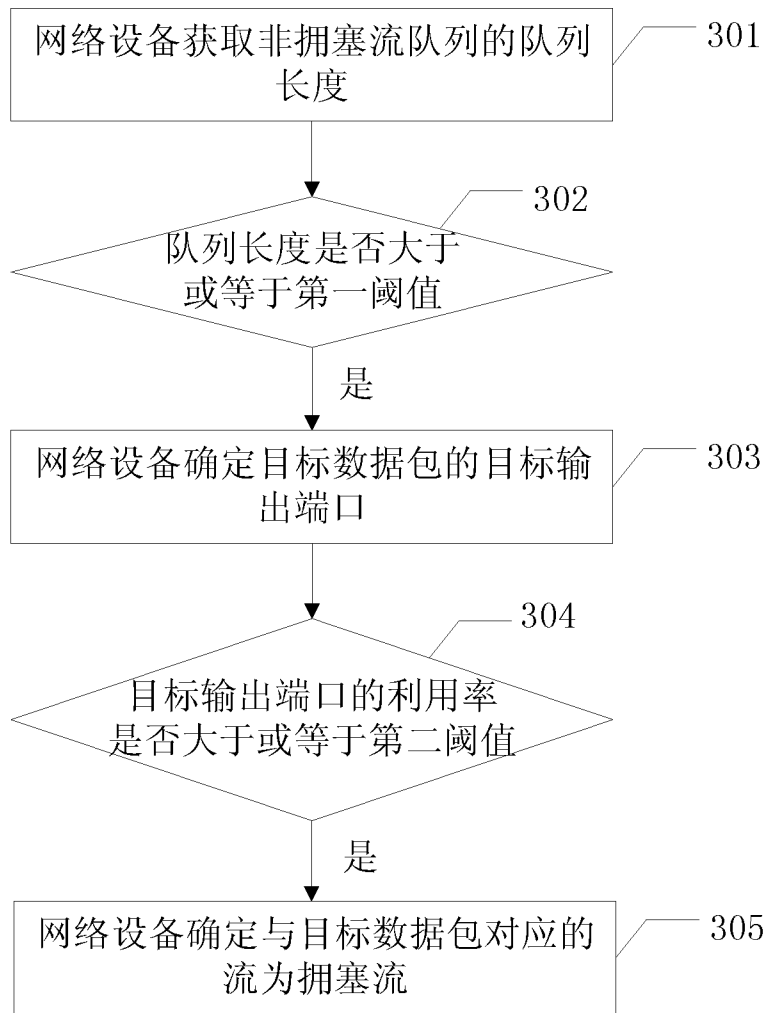 网络设备获取非拥塞流队列的队列
长度
301
302
队列长度是否大于
或等于第一阈值
是
网络设备确定目标数据包的目标输
出端口
303
304
目标输出端口的利用率
是否大于或等于第二阈值
是
网络设备确定与目标数据包对应的
流为拥塞流
305